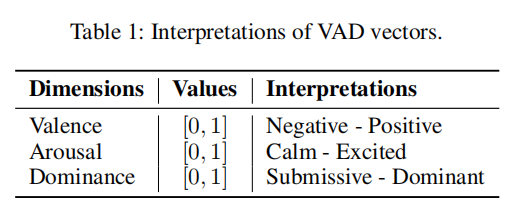 Table 1: Interpretations of VAD vectors.
Dimensions Values Interpretations
Valence [0, 1] Negative - Positive
Arousal [0, 1] Calm - Excited
Dominance [0, 1] Submissive - Dominant